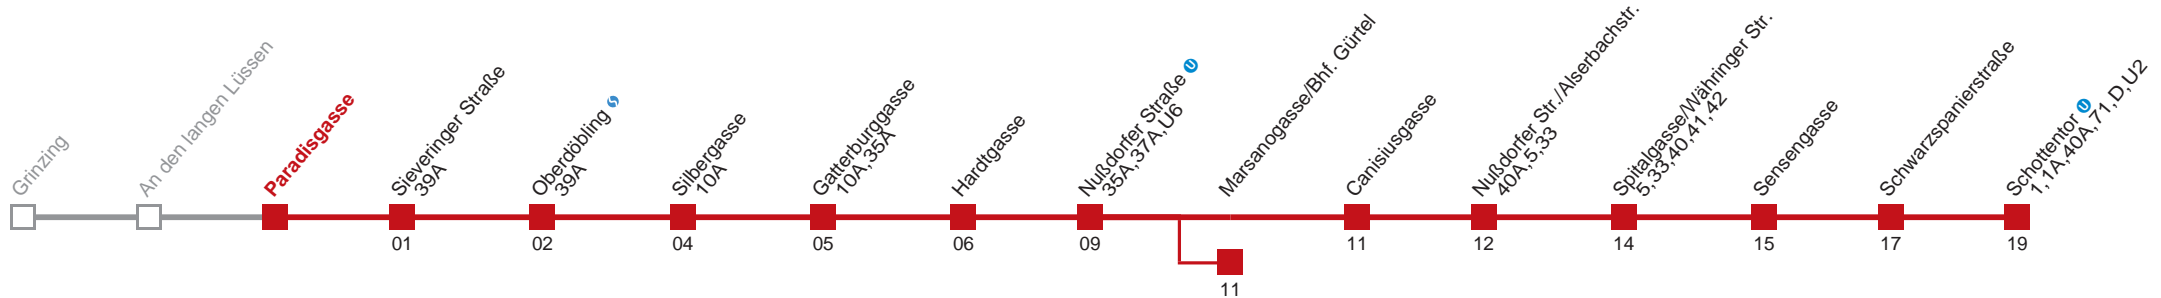 Grinzing
An den langen Lüssen
Paradisgasse
Sieveringer Straße
39A
Oberdöbling
39A
Silbergasse
10A
Gatterburggasse
10A,35A
Hardtgasse
Nußdorfer Straße U
35A,37A,U6
Marsanogasse/Bhf. Gürtel
Canisiusgasse
Nußdorfer Str./Alserbachstr.
40A,5,33
Spitalgasse/Währinger Str.
5,33,40,41,42
Sensengasse
Schwarzspanierstraße
Schottentor U
1,1A,40A,71,D,U2
01
02
04
05
06
09
11
12
14
15
17
19
11